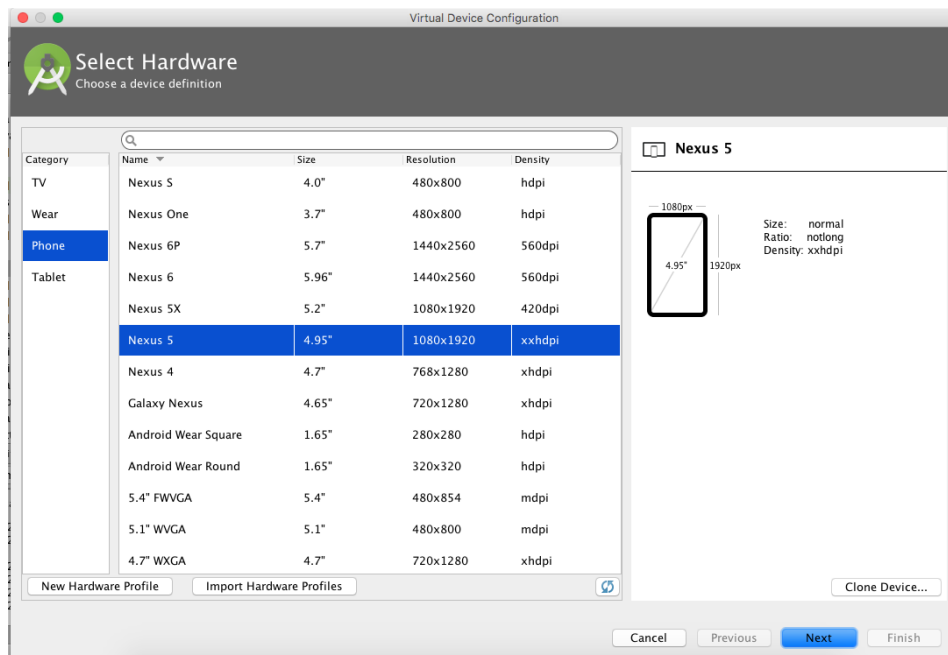 Virtual Device Configuration
Select Hardware
Choose a device definition
Category
TV
Wear
Phone
Tablet
Name Size Resolution Density
Nexus S 4.0" 480x800 hdpi
Nexus One 3.7" 480x800 hdpi
Nexus 6P 5.7" 1440x2560 560dpi
Nexus 6 5.96" 1440x2560 560dpi
Nexus 5X 5.2" 1080x1920 420dpi
Nexus 5 4.95" 1080x1920 xxhdpi
Nexus 4 4.7" 768x1280 xhdpi
Galaxy Nexus 4.65" 720x1280 xhdpi
Android Wear Square 1.65" 280x280 hdpi
Android Wear Round 1.65" 320x320 hdpi
5.4" FWVGA 5.4" 480x854 mdpi
5.1" WVGA 5.1" 480x800 mdpi
4.7" WXGA 4.7" 720x1280 xhdpi
New Hardware Profile Import Hardware Profiles
Nexus 5
1080px
4.95" 1920px
Size: normal
Ratio: notlong
Density: xxhdpi
Clone Device...
Cancel Previous Next Finish